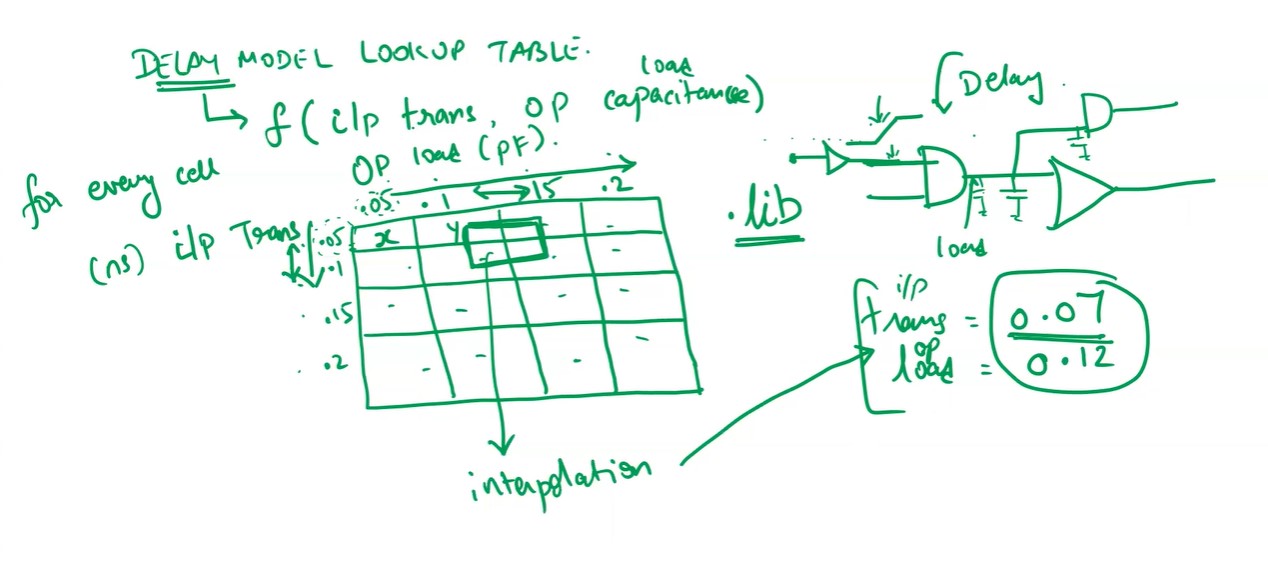 DELAY MODEL LOOKUP TABLE.
f (i/p trans, OP load capacitance)
for every cell
OP load (pF).
.05 .1 .15 .2
(ns) i/p Trans
.05 x y
.1
.15
.2
interpolation
.lib
Delay
load
i/p
trans = 0.07
op
load = 0.12